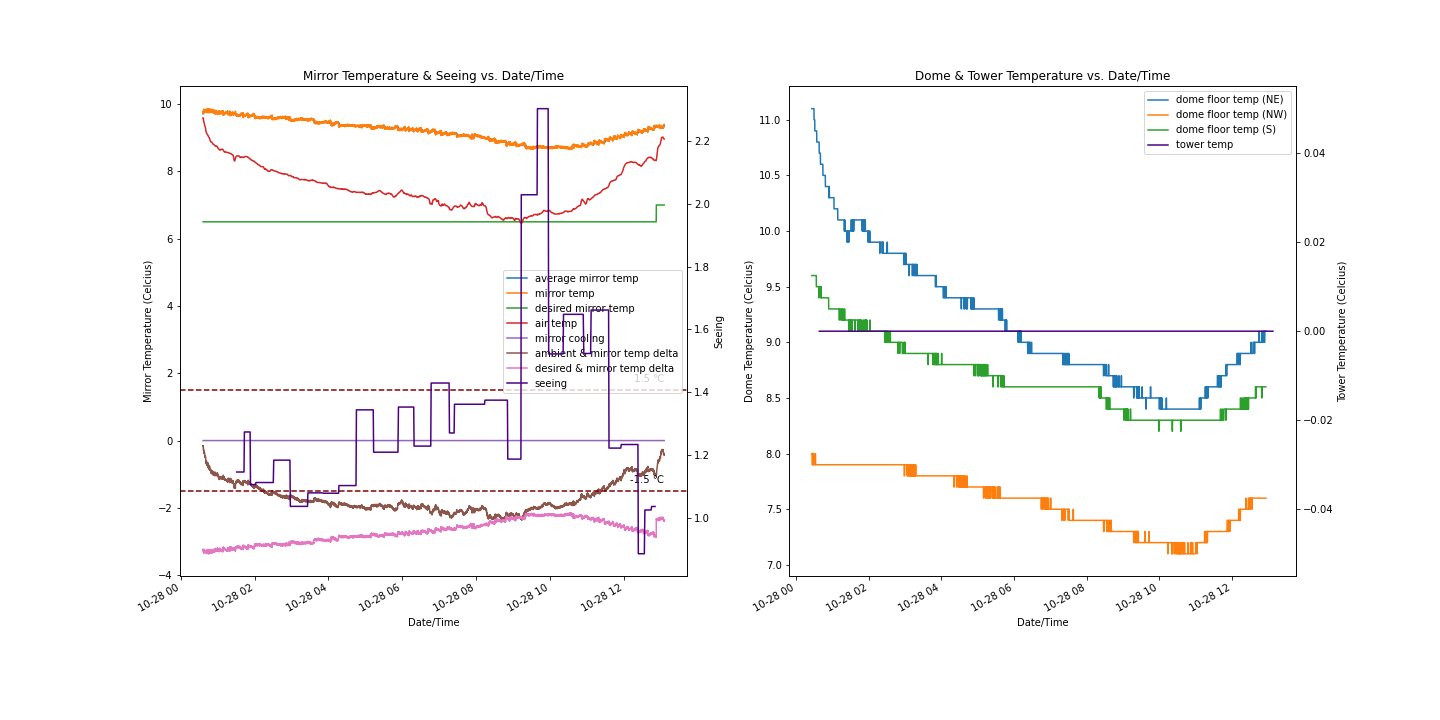 Mirror Temperature & Seeing vs. Date/Time
Mirror Temperature (Celcius)
10
8
6
4
2
0
−2
−4
average mirror temp
mirror temp
desired mirror temp
air temp
mirror cooling
ambient & mirror temp delta
desired & mirror temp delta
seeing
1.5 °C
-1.5 °C
2.2
2.0
1.8
1.6
1.4
1.2
1.0
Seeing
10-28 00
10-28 02
10-28 04
10-28 06
10-28 08
10-28 10
10-28 12
Date/Time
Dome & Tower Temperature vs. Date/Time
Dome Temperature (Celcius)
11.0
10.5
10.0
9.5
9.0
8.5
8.0
7.5
7.0
dome floor temp (NE)
dome floor temp (NW)
dome floor temp (S)
tower temp
0.04
0.02
0.00
−0.02
−0.04
Tower Temperature (Celcius)
10-28 00
10-28 02
10-28 04
10-28 06
10-28 08
10-28 10
10-28 12
Date/Time